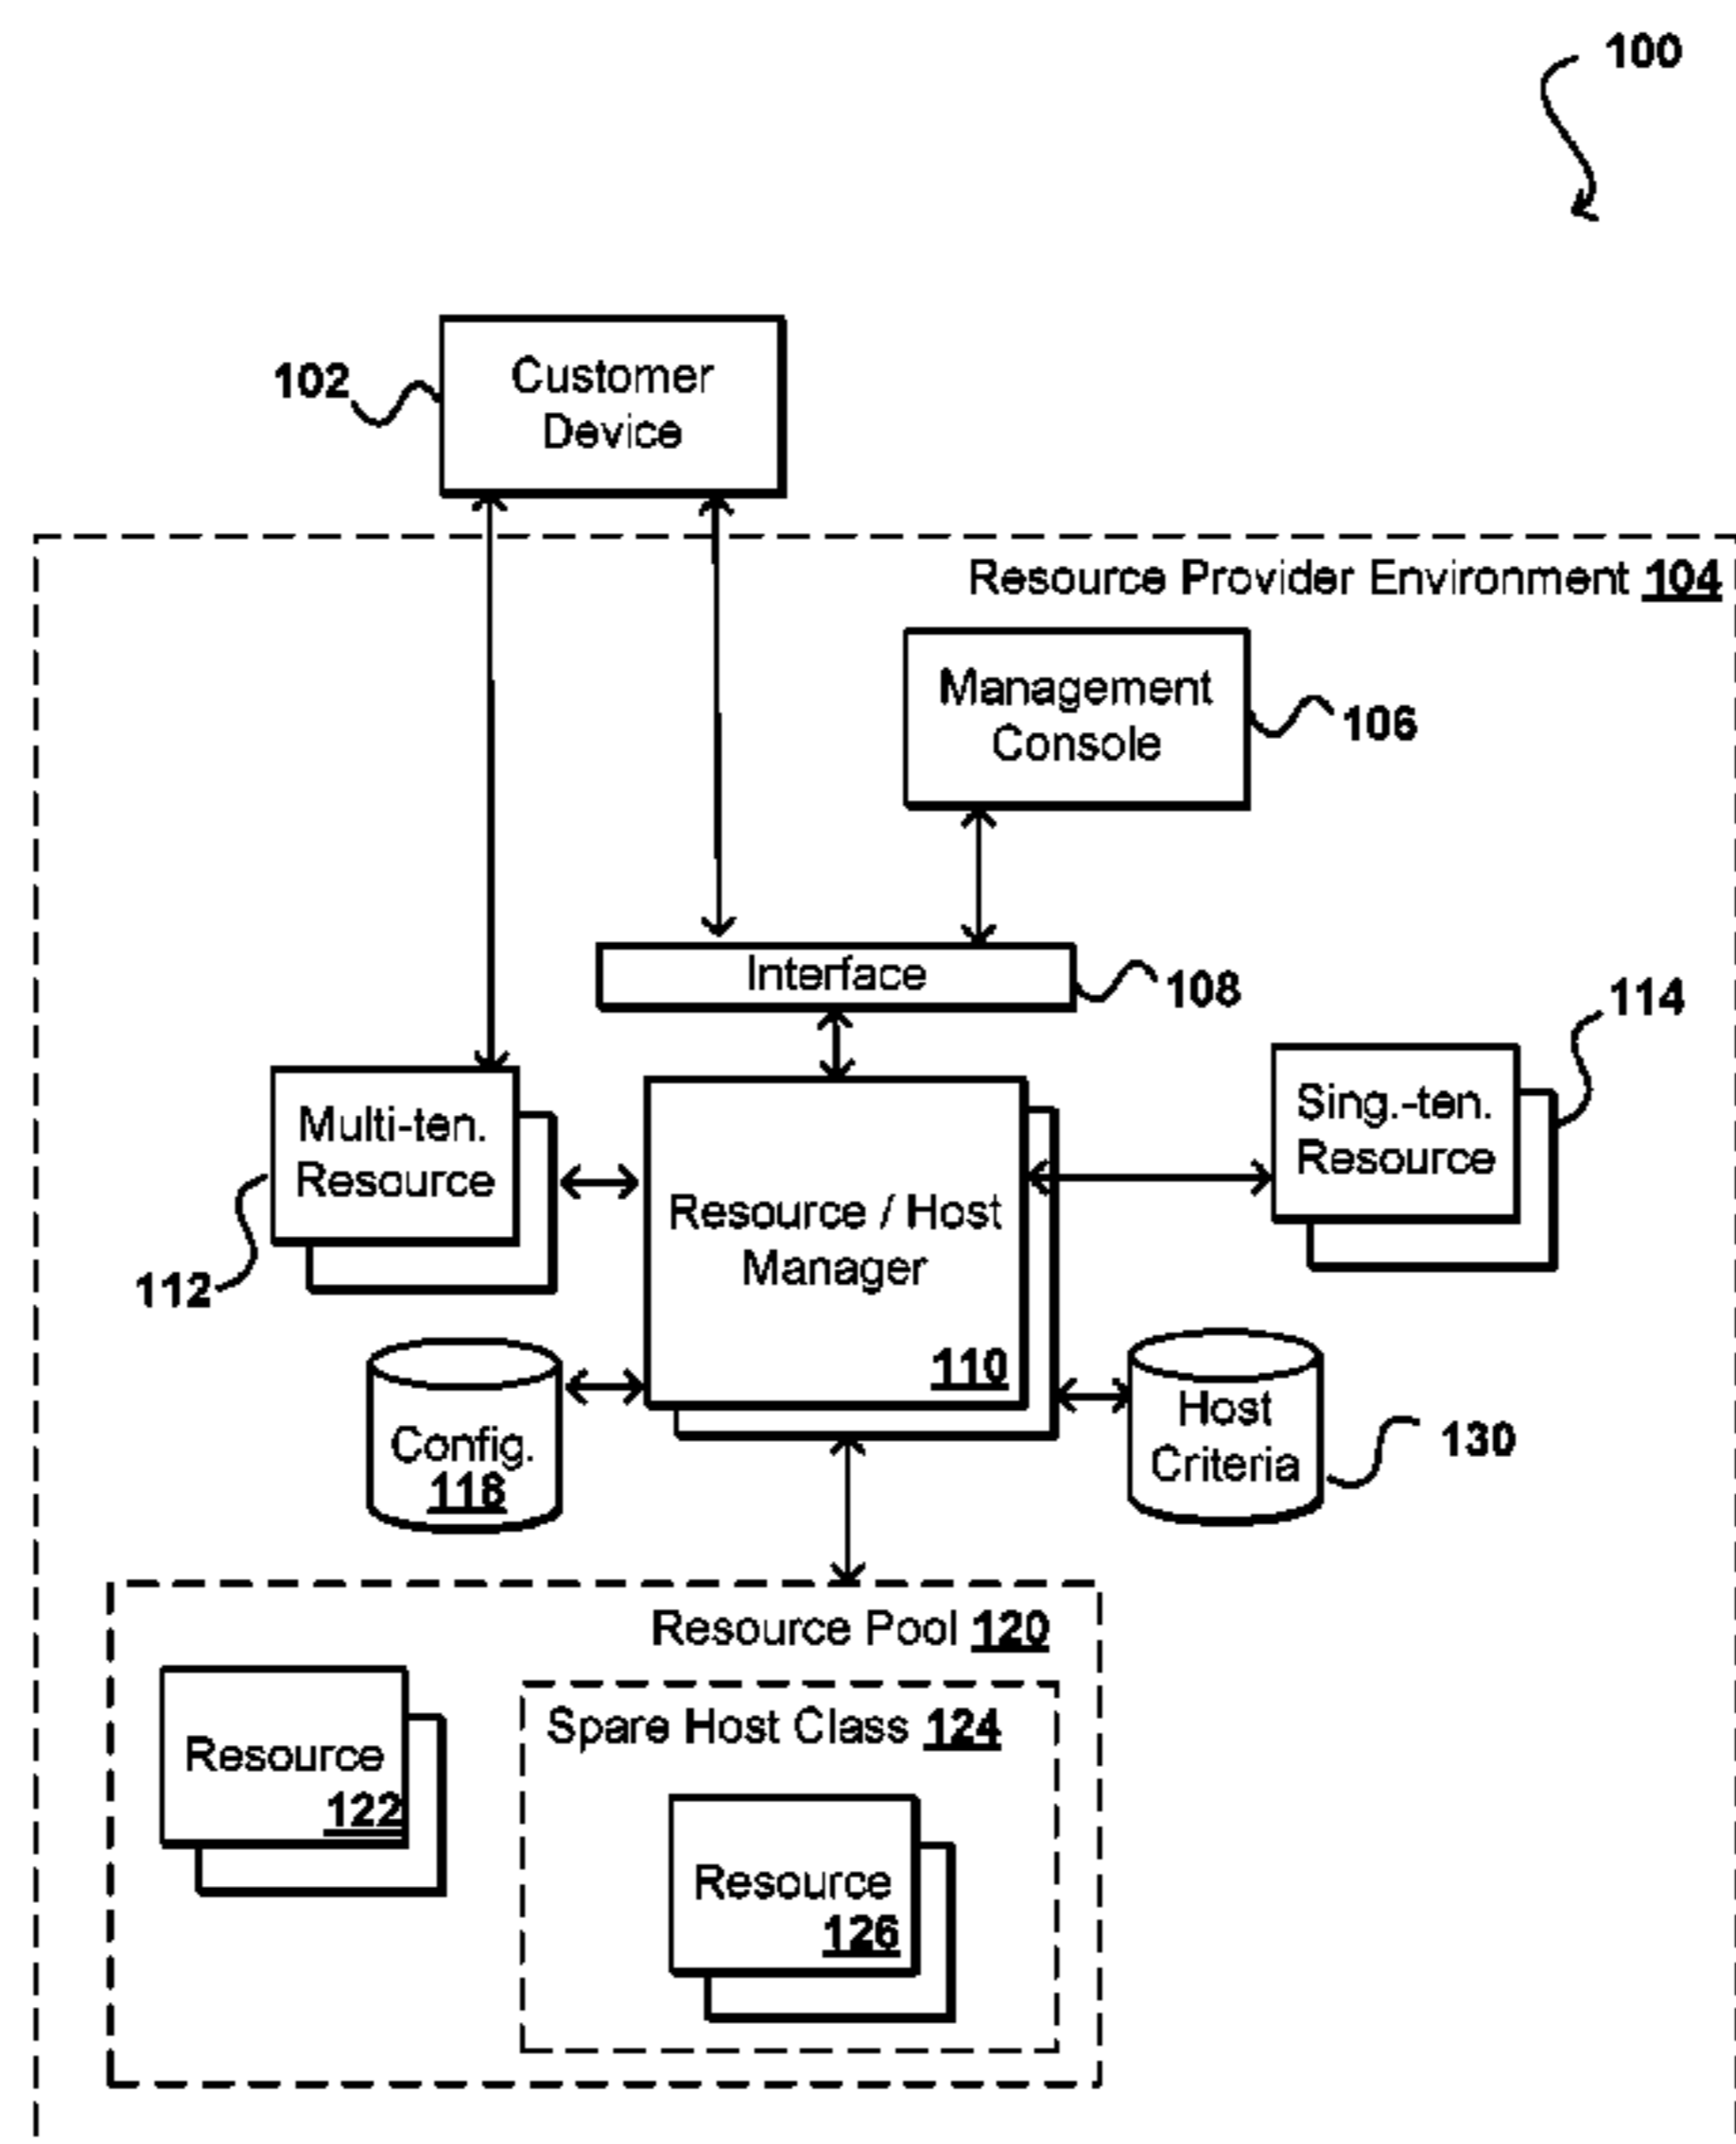 100
102
Customer
Device
Resource Provider Environment 104
Management
Console
106
Interface
108
114
Multi-ten.
Resource
Sing.-ten.
Resource
112
Resource / Host
Manager
110
Config.
118
Host
Criteria
130
Resource Pool 120
Resource
122
Spare Host Class 124
Resource
126